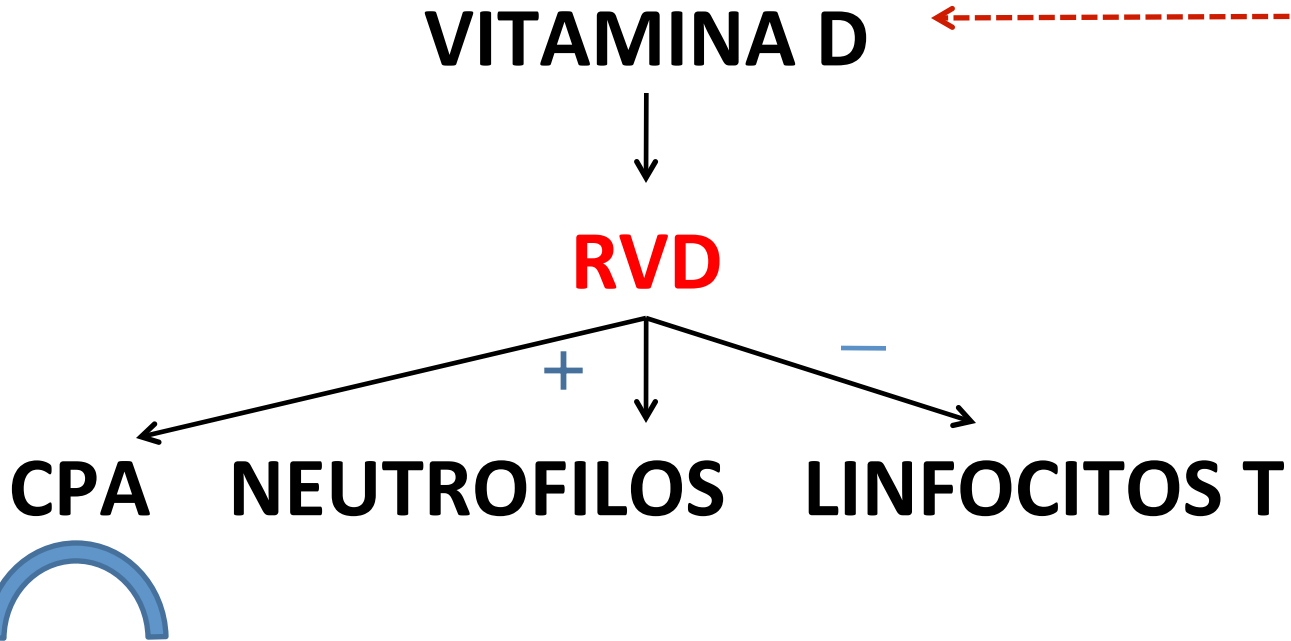 VITAMINA D
RVD
+
–
CPA NEUTROFILOS LINFOCITOS T